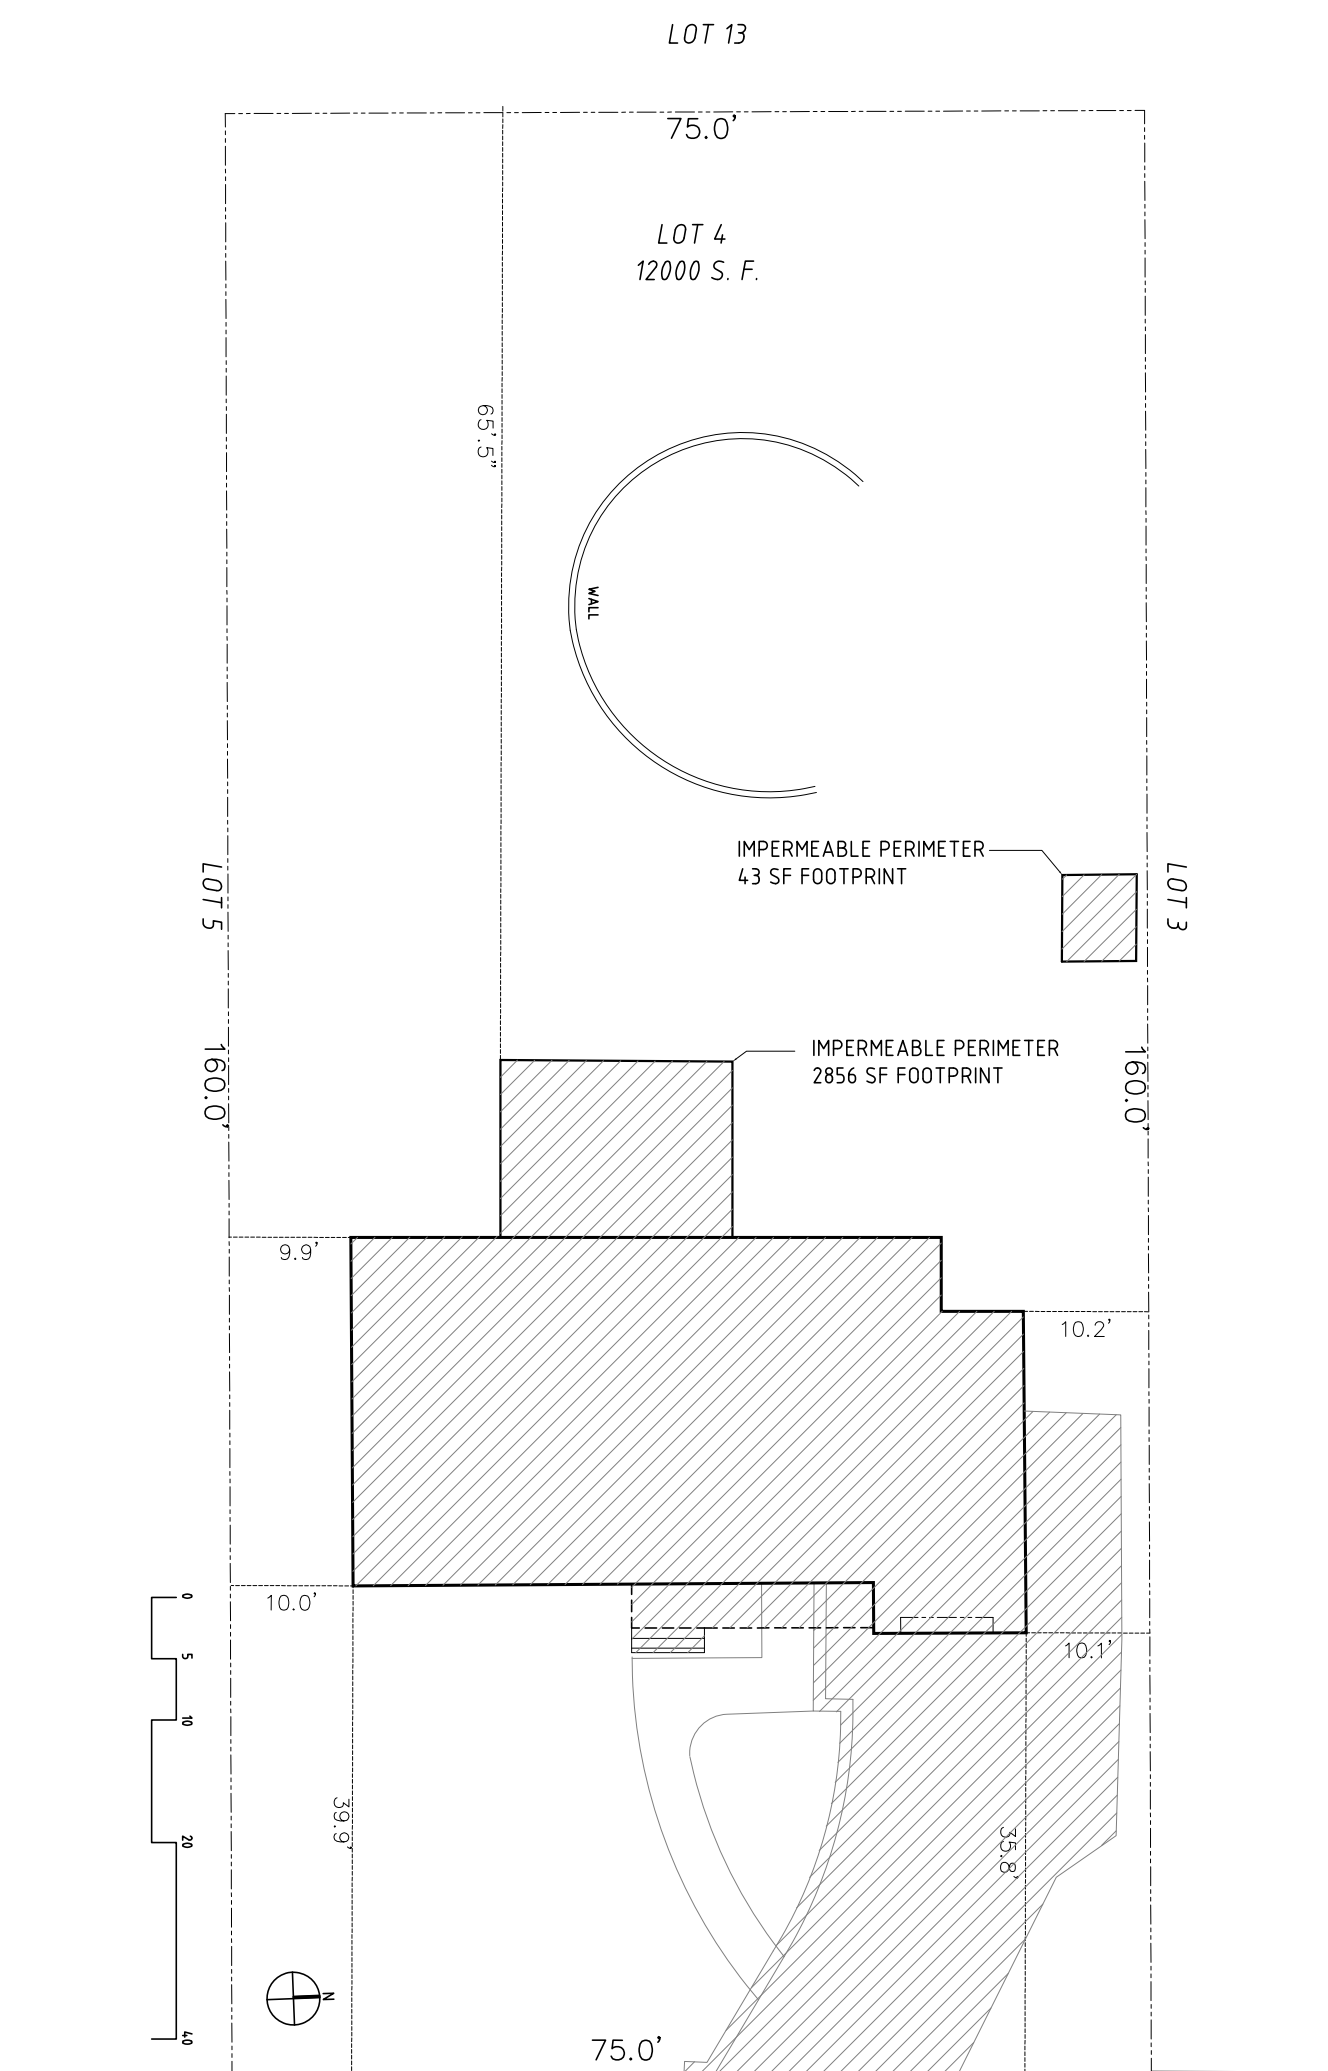 LOT 13
75.0'
LOT 4
12000 S. F.
65'.5"
WALL
IMPERMEABLE PERIMETER
43 SF FOOTPRINT
LOT 5
LOT 3
IMPERMEABLE PERIMETER
2856 SF FOOTPRINT
160.0'
160.0'
9.9'
10.2'
10.0'
10.1'
0
5
10
20
40
39.9'
35.8'
N
75.0'